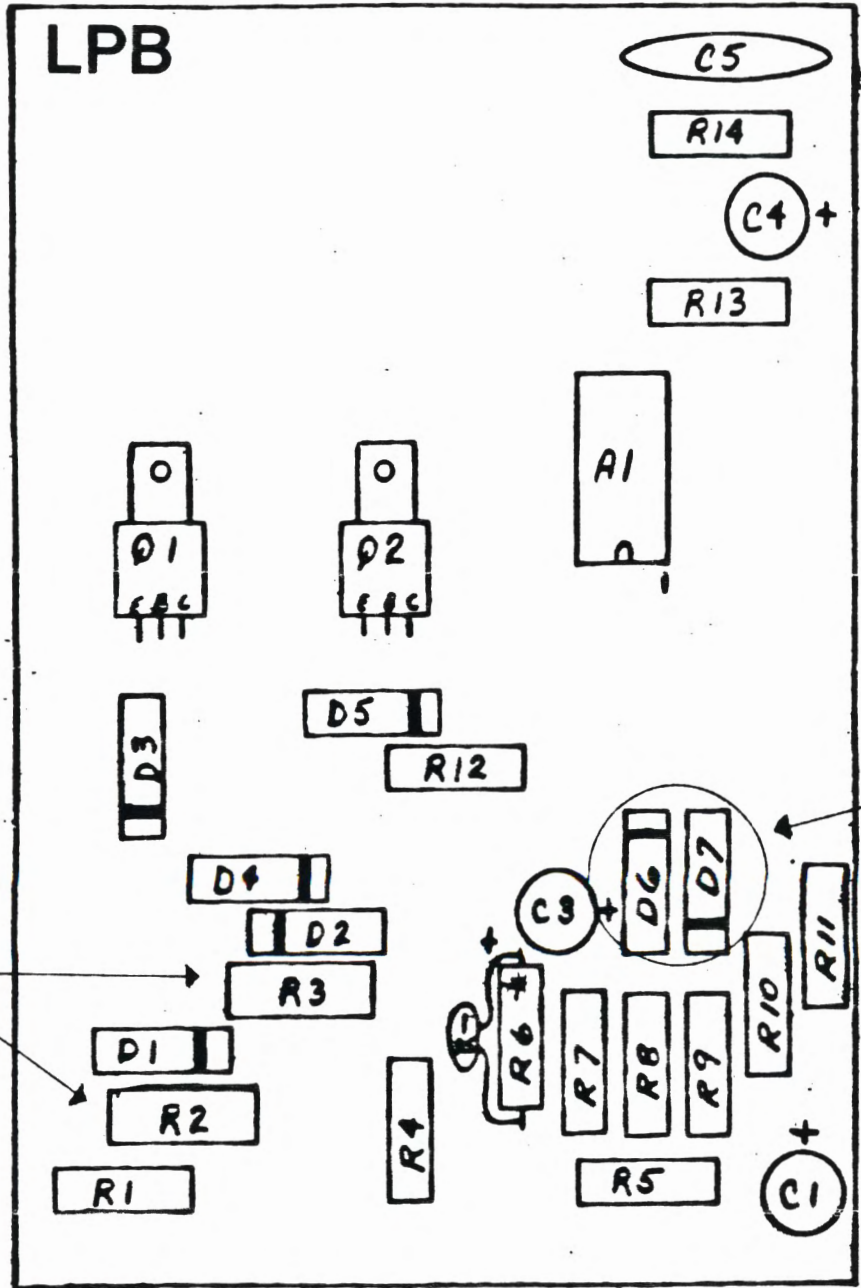 LPB
C5
R14
C4 +
R13
A1
1
Q1
E B C
Q2
E B C
D5
D3
R12
D4
D2
C3 +
D6
D7
R11
R3
+
R6 *
R10
D1
R7
R8
R9
R2
R4
+
R1
R5
C1